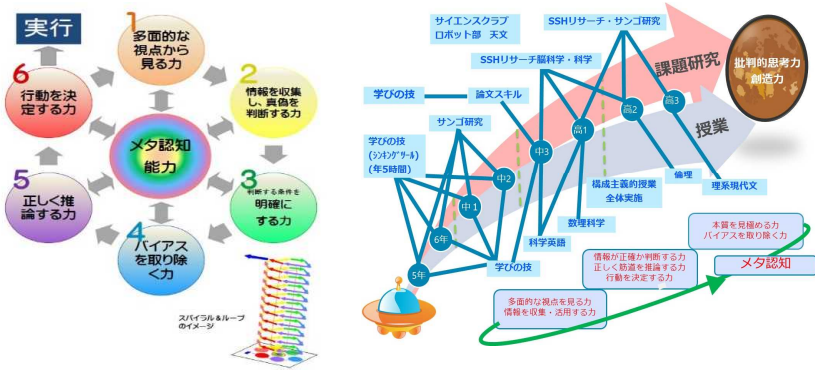 実行
1
多面的な
視点から
見る力
2
情報を収集
し、真偽を
判断する力
3
判断する条件を
明確に
する力
4
バイアス
を取り除
く力
5
正しく推
論する力
6
行動を決
定する力
メタ認知
能力
スパイラル＆ループ
のイメージ
サイエンスクラブ
ロボット部 天文
SSHリサーチ・サンゴ研究
SSHリサーチ脳科学・科学
学びの技
論文スキル
サンゴ研究
学びの技
(ｼﾝｷﾝｸﾞﾂｰﾙ)
(年5時間)
課題研究
授業
批判的思考力
創造力
5年
6年
中1
中2
中3
高1
高2
高3
学びの技
科学英語
数理科学
構成主義的授業
全体実施
倫理
理系現代文
本質を見極める力
バイアスを取り除く力
メタ認知
情報が正確か判断する力
正しく筋道を推論する力
行動を決定する力
多面的な視点を見る力
情報を収集・活用する力